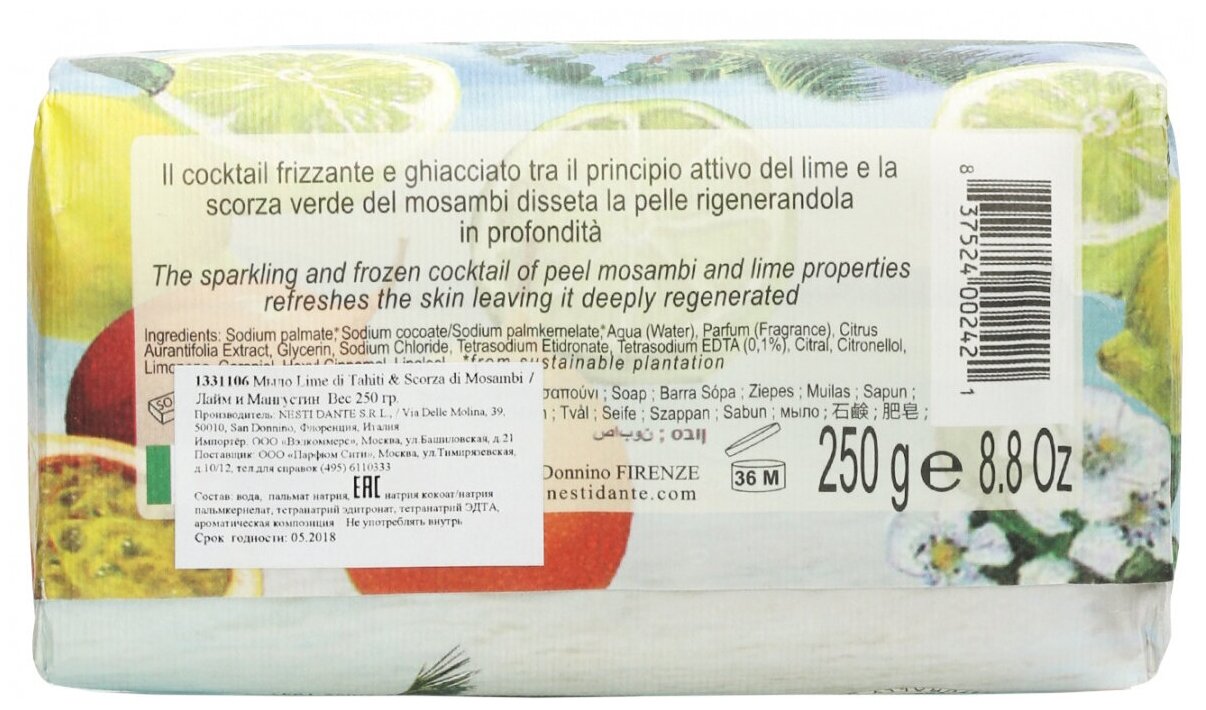 Il cocktail frizzante e ghiacciato tra il principio attivo del lime e la
scorza verde del mosambi disseta la pelle rigenerandola
in profondità
The sparkling and frozen cocktail of peel mosambi and lime properties
refreshes the skin leaving it deeply regenerated
8 375240 024211
Ingredients: Sodium palmate,* Sodium cocoate/Sodium palmkernelate,* Aqua (Water), Parfum (Fragrance), Citrus
Aurantifolia Extract, Glycerin, Sodium Chloride, Tetrasodium Etidronate, Tetrasodium EDTA (0,1%), Citral, Citronellol,
*from sustainable plantation
1331106 Мыло Lime di Tahiti & Scorza di Mosambi /
Лайм и Мангустин Вес 250 гр.
Производитель: NESTI DANTE S.R.L., / Via Delle Molina, 39,
50010, San Donnino, Флоренция, Италия
Импортёр: ООО «Вэлкоммерс», Москва, ул.Башиловская, д.21
Поставщик: ООО «Парфюм Сити», Москва, ул.Тимирязевская,
д.10/12, тел.для справок (495) 6110333
Состав: вода, пальмат натрия, EAC натрия кокоат/натрия
пальмкернелат, тетранатрий эдитронат, тетранатрий ЭДТА,
ароматическая композиция Не употреблять внутрь
Срок годности: 05.2018
σαπούνι ; Soap ; Barra Sópa ; Ziepes ; Muilas ; Sapun ;
; Tvål ; Seife ; Szappan ; Sabun ; мыло ; 石鹸 ; 肥皂 ;
Donnino FIRENZE
nestidante.com
36 M
250 g e 8.8 Oz